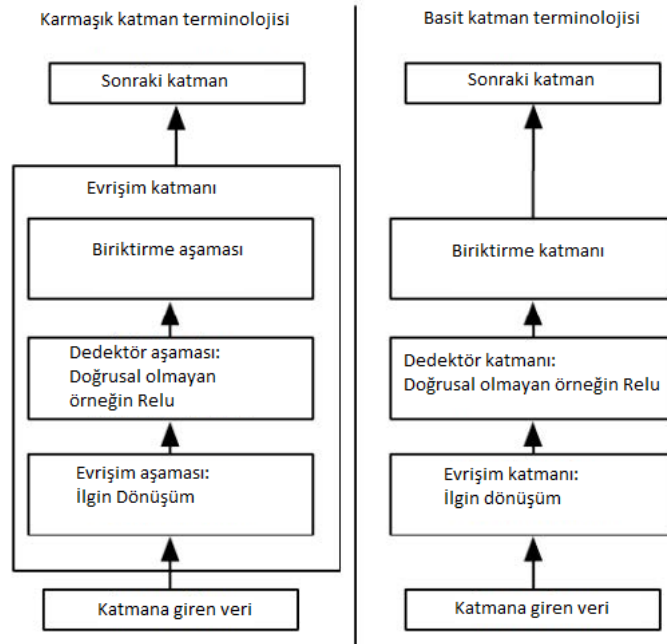 Karmaşık katman terminolojisi
Sonraki katman
Evrişim katmanı
Biriktirme aşaması
Dedektör aşaması:
Doğrusal olmayan
örneğin Relu
Evrişim aşaması:
İlgin Dönüşüm
Katmana giren veri
Basit katman terminolojisi
Sonraki katman
Biriktirme katmanı
Dedektör katmanı:
Doğrusal olmayan örneğin Relu
Evrişim katmanı:
İlgin dönüşüm
Katmana giren veri